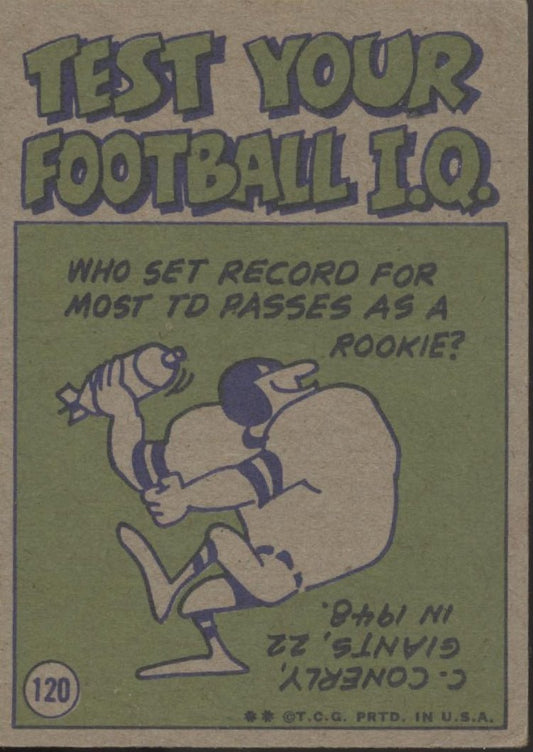 TEST YOUR
FOOTBALL I.Q.
WHO SET RECORD FOR
MOST TD PASSES AS A
ROOKIE?
C. CONERLY,
GIANTS, 22
IN 1948.
120
** ©T.C.G. PRTD. IN U.S.A.